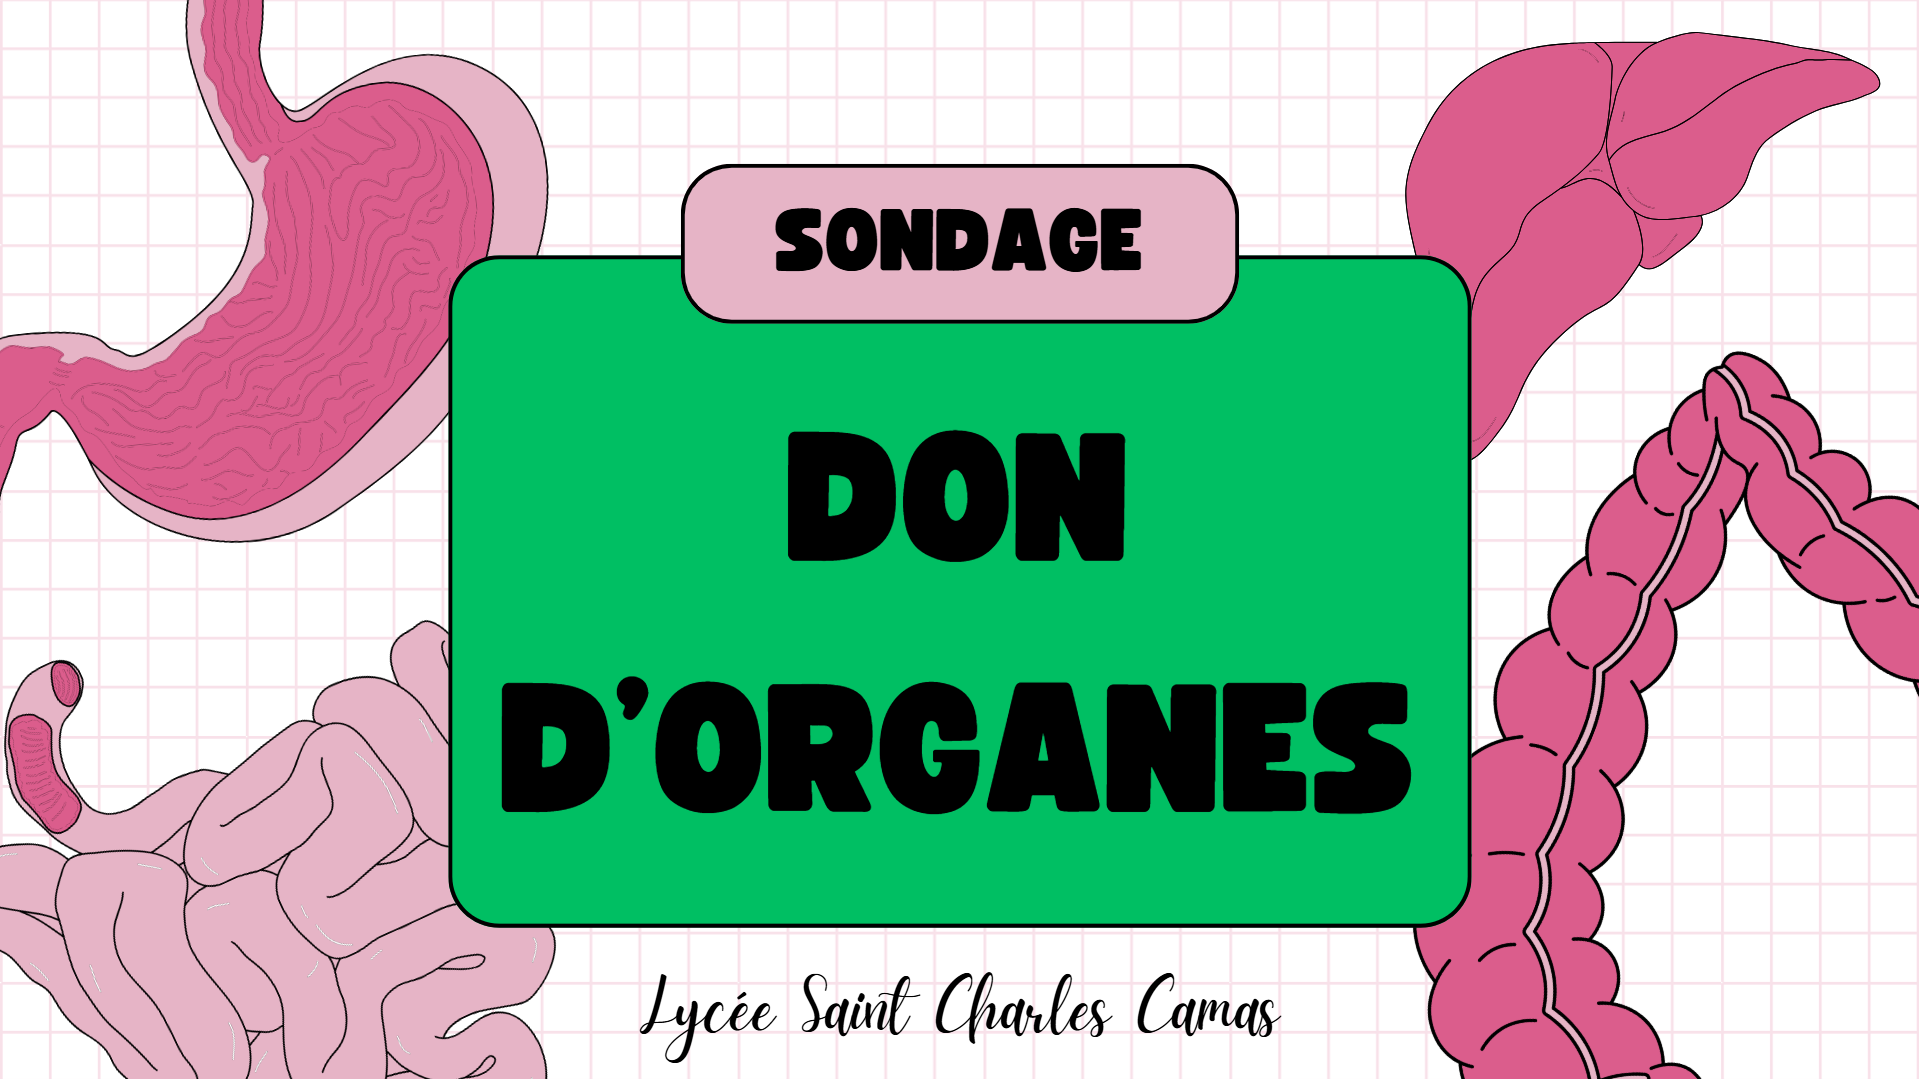 SONDAGE
DON
D’ORGANES
Lycée Saint Charles Camas